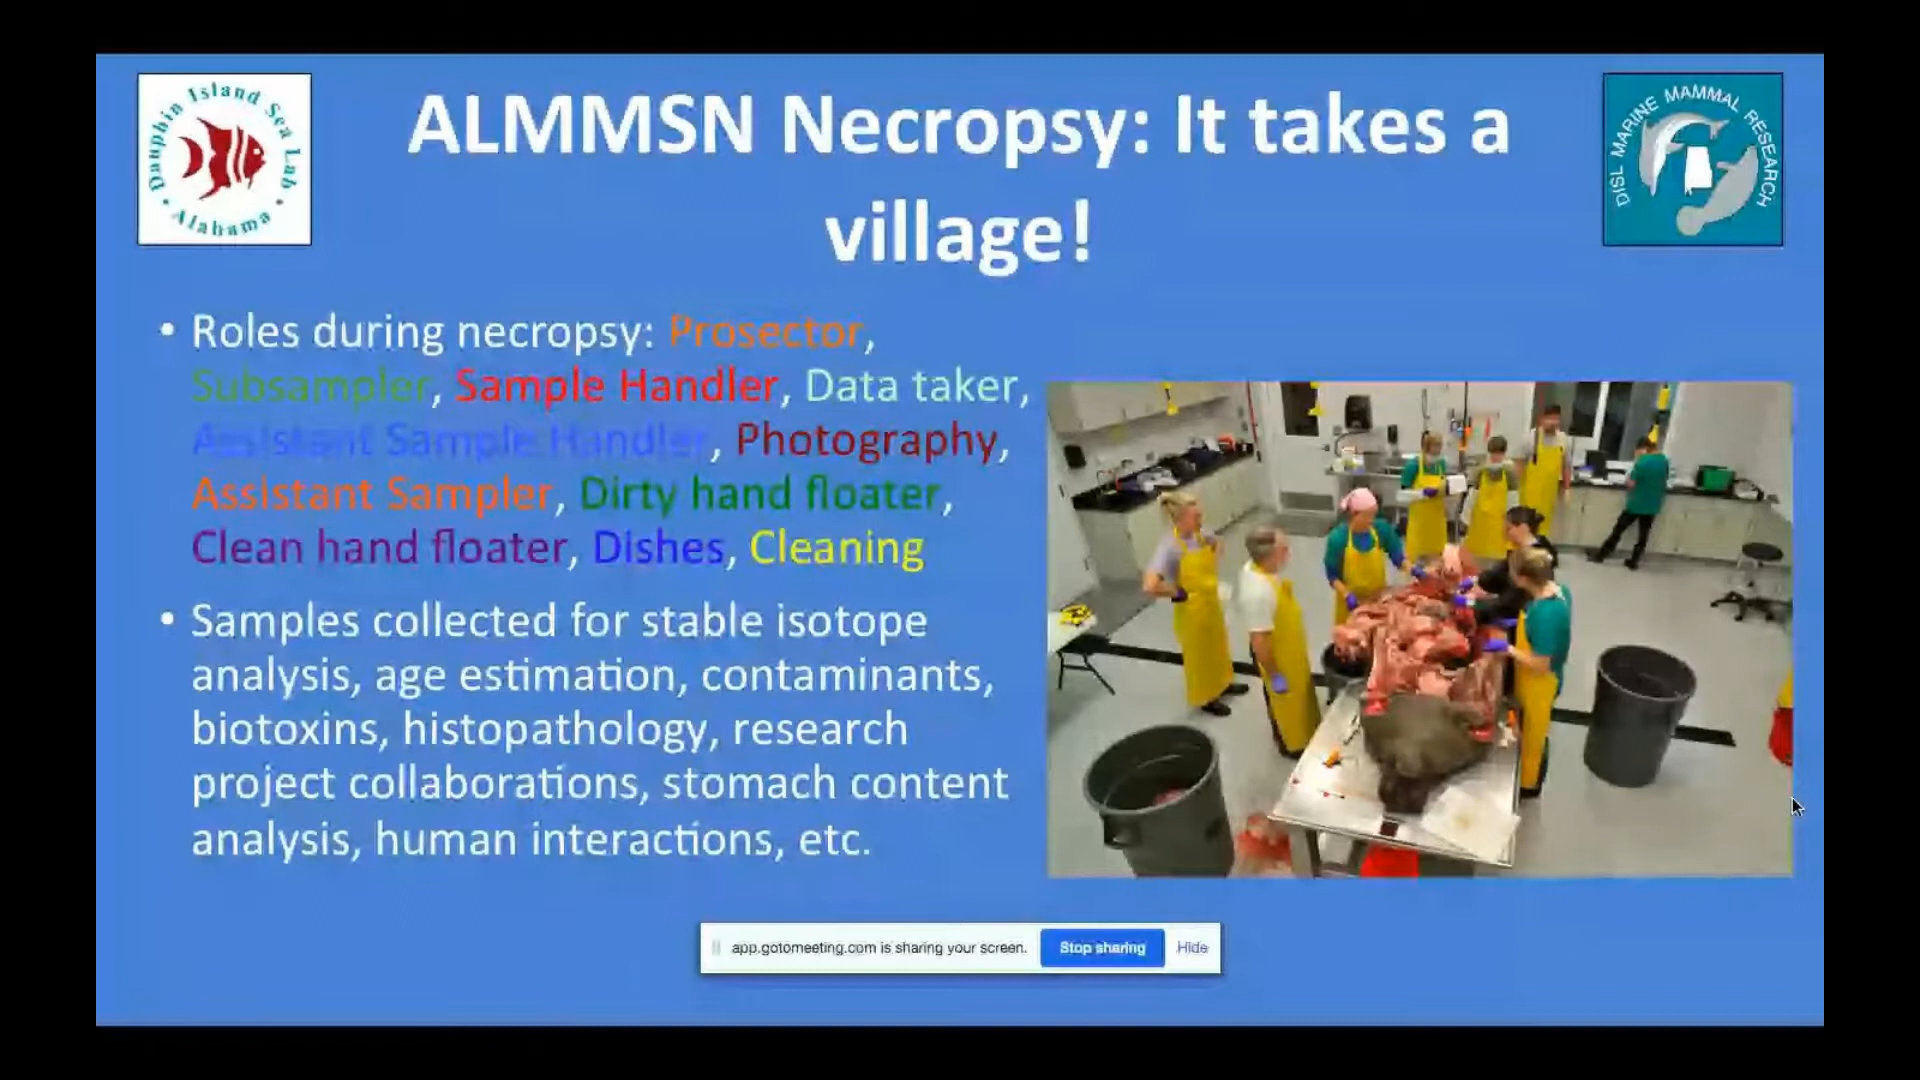 Dauphin Island Sea Lab
• Alabama •
ALMMSN Necropsy: It takes a
village!
DISL MARINE MAMMAL RESEARCH
• Roles during necropsy: Prosector,
Subsampler, Sample Handler, Data taker,
Assistant Sample Handler, Photography,
Assistant Sampler, Dirty hand floater,
Clean hand floater, Dishes, Cleaning
• Samples collected for stable isotope
analysis, age estimation, contaminants,
biotoxins, histopathology, research
project collaborations, stomach content
analysis, human interactions, etc.
app.gotomeeting.com is sharing your screen. Stop sharing Hide